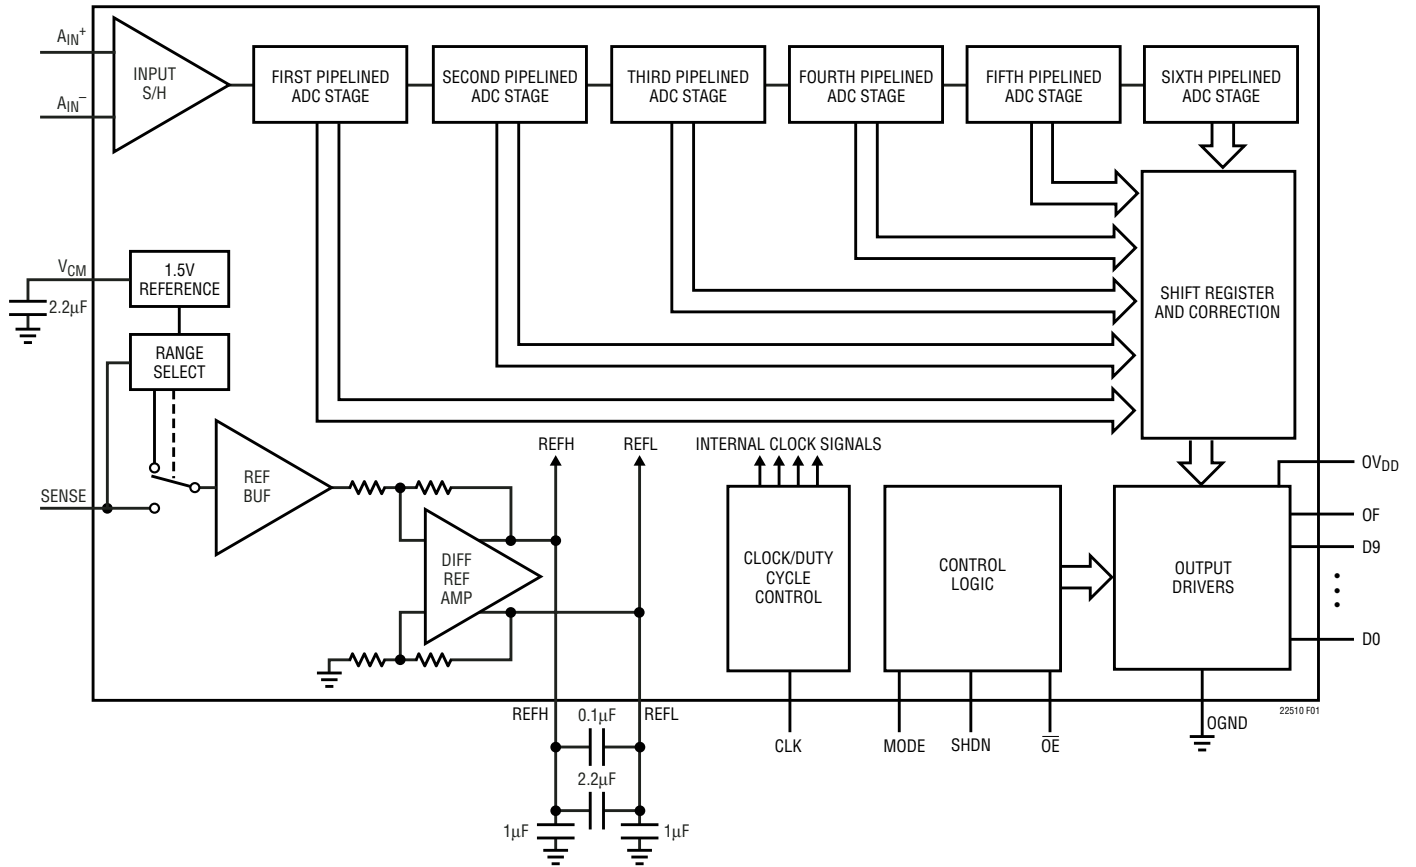 AIN+
INPUT
S/H
AIN−
FIRST PIPELINED
ADC STAGE
SECOND PIPELINED
ADC STAGE
THIRD PIPELINED
ADC STAGE
FOURTH PIPELINED
ADC STAGE
FIFTH PIPELINED
ADC STAGE
SIXTH PIPELINED
ADC STAGE
VCM
2.2µF
1.5V
REFERENCE
RANGE
SELECT
SHIFT REGISTER
AND CORRECTION
SENSE
REF
BUF
REFH
REFL
INTERNAL CLOCK SIGNALS
DIFF
REF
AMP
CLOCK/DUTY
CYCLE
CONTROL
CONTROL
LOGIC
OUTPUT
DRIVERS
OVDD
OF
D9
D0
REFH
0.1µF
REFL
2.2µF
1µF
1µF
CLK
MODE
SHDN
O̅E̅
OGND
22510 F01